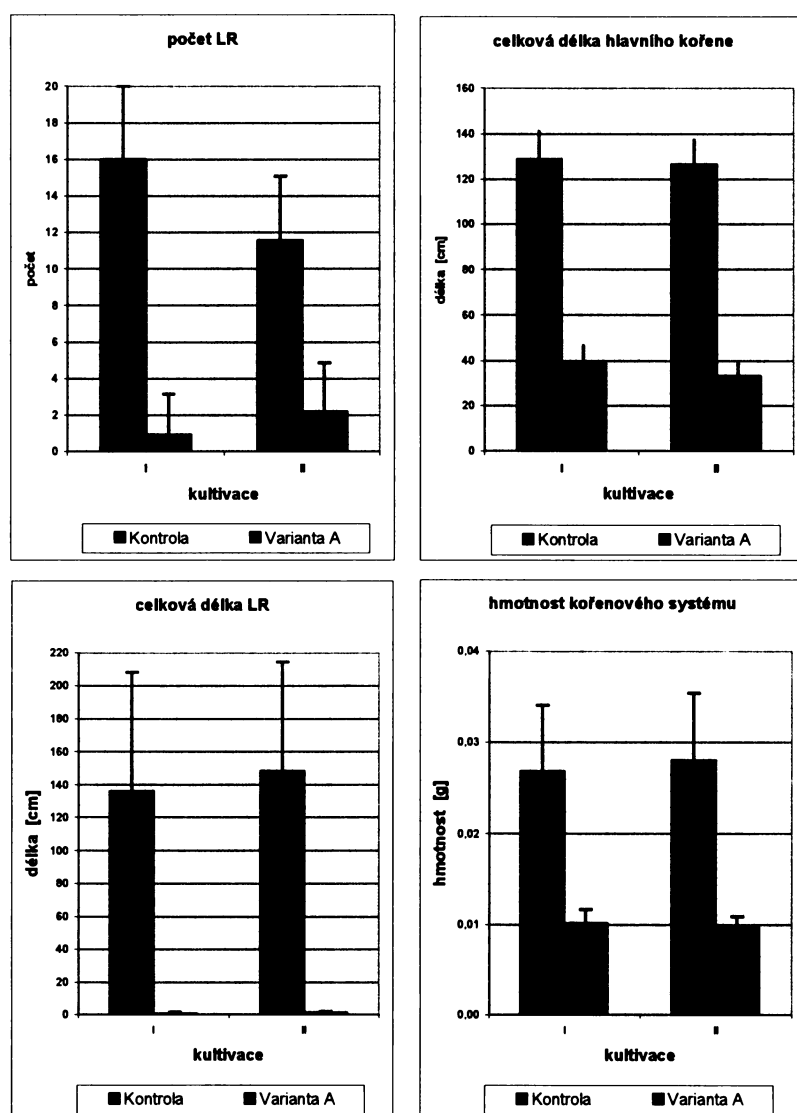 počet LR
20
18
16
14
12
10
8
6
4
2
0
počet
I
II
kultivace
Kontrola
Varianta A
celková délka hlavního kořene
160
140
120
100
80
60
40
20
0
délka [cm]
I
II
kultivace
Kontrola
Varianta A
celková délka LR
220
200
180
160
140
120
100
80
60
40
20
0
délka [cm]
I
II
kultivace
Kontrola
Varianta A
hmotnost kořenového systému
0,04
0,03
0,02
0,01
0,00
hmotnost [g]
I
II
kultivace
Kontrola
Varianta A